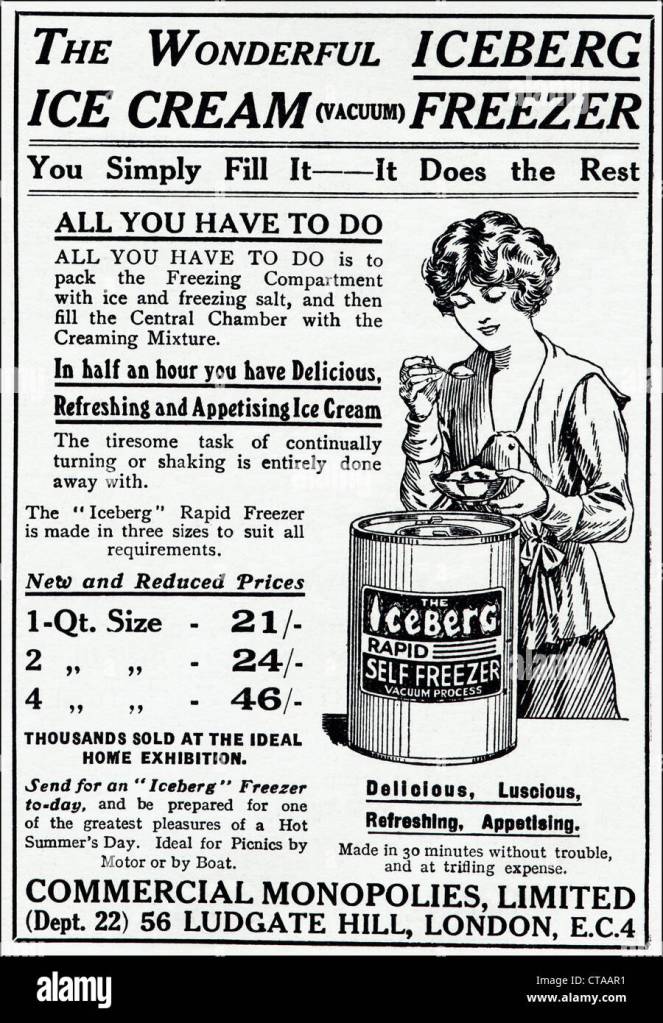 THE WONDERFUL ICEBERG
ICE CREAM (VACUUM) FREEZER
You Simply Fill It——It Does the Rest
ALL YOU HAVE TO DO
ALL YOU HAVE TO DO is to
pack the Freezing Compartment
with ice and freezing salt, and then
fill the Central Chamber with the
Creaming Mixture.
In half an hour you have Delicious,
Refreshing and Appetising Ice Cream
The tiresome task of continually
turning or shaking is entirely done
away with.
The "Iceberg" Rapid Freezer
is made in three sizes to suit all
requirements.
New and Reduced Prices
1-Qt. Size - 21/-
2 ,, ,, - 24/-
4 ,, ,, - 46/-
THOUSANDS SOLD AT THE IDEAL
HOME EXHIBITION.
Send for an "Iceberg" Freezer
to-day, and be prepared for one
of the greatest pleasures of a Hot
Summer's Day. Ideal for Picnics by
Motor or by Boat.
THE
IceBerG
RAPID
SELF FREEZER
VACUUM PROCESS
Delicious, Luscious,
Refreshing, Appetising.
Made in 30 minutes without trouble,
and at trifling expense.
COMMERCIAL MONOPOLIES, LIMITED
(Dept. 22) 56 LUDGATE HILL, LONDON, E.C.4
alamy
Image ID: CTAAR1
www.alamy.com